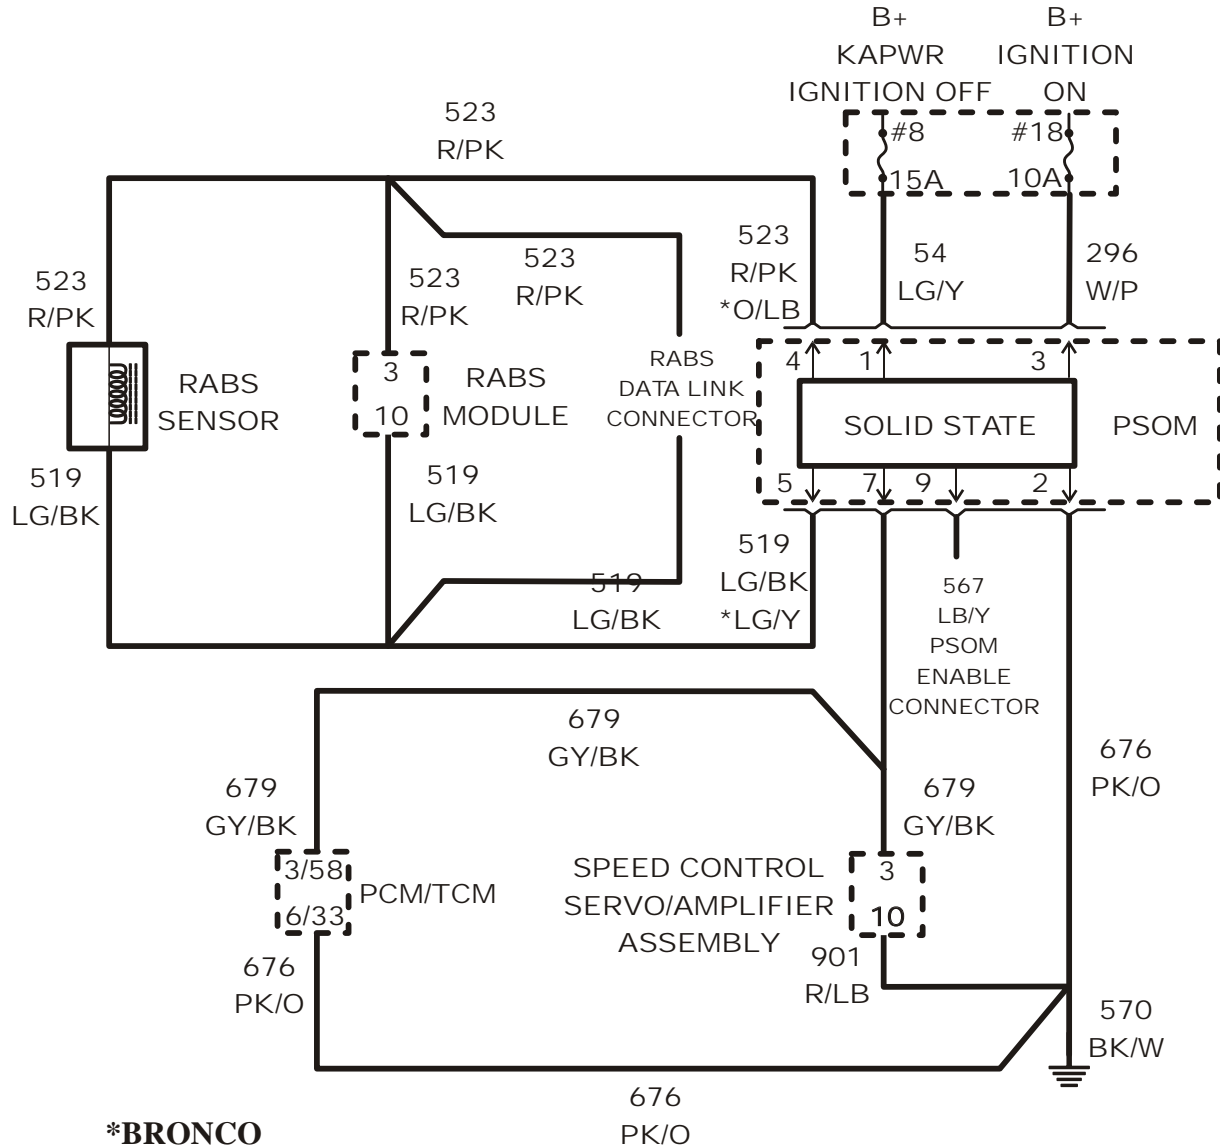 B+
KAPWR
IGNITION OFF
B+
IGNITION
ON
#8
15A
#18
10A
523
R/PK
523
R/PK
523
R/PK
523
R/PK
523
R/PK
*O/LB
54
LG/Y
296
W/P
RABS
SENSOR
3
10
RABS
MODULE
RABS
DATA LINK
CONNECTOR
4
1
3
SOLID STATE
PSOM
5
7
9
2
519
LG/BK
519
LG/BK
519
LG/BK
519
LG/BK
*LG/Y
567
LB/Y
PSOM
ENABLE
CONNECTOR
679
GY/BK
679
GY/BK
679
GY/BK
676
PK/O
3/58
6/33
PCM/TCM
SPEED CONTROL
SERVO/AMPLIFIER
ASSEMBLY
3
10
676
PK/O
901
R/LB
570
BK/W
676
PK/O
*BRONCO